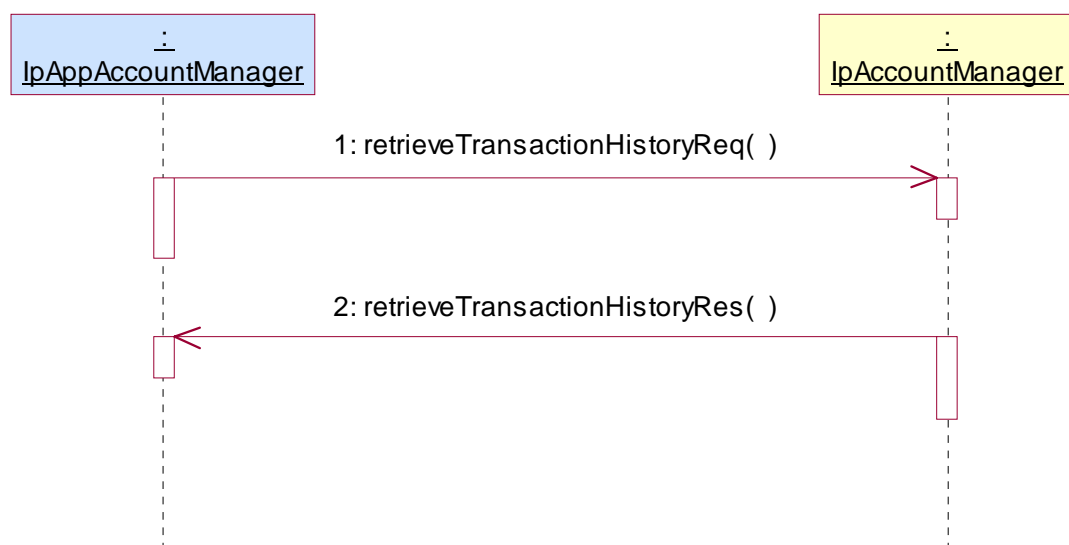 :
IpAppAccountManager
:
IpAccountManager
1: retrieveTransactionHistoryReq( )
2: retrieveTransactionHistoryRes( )